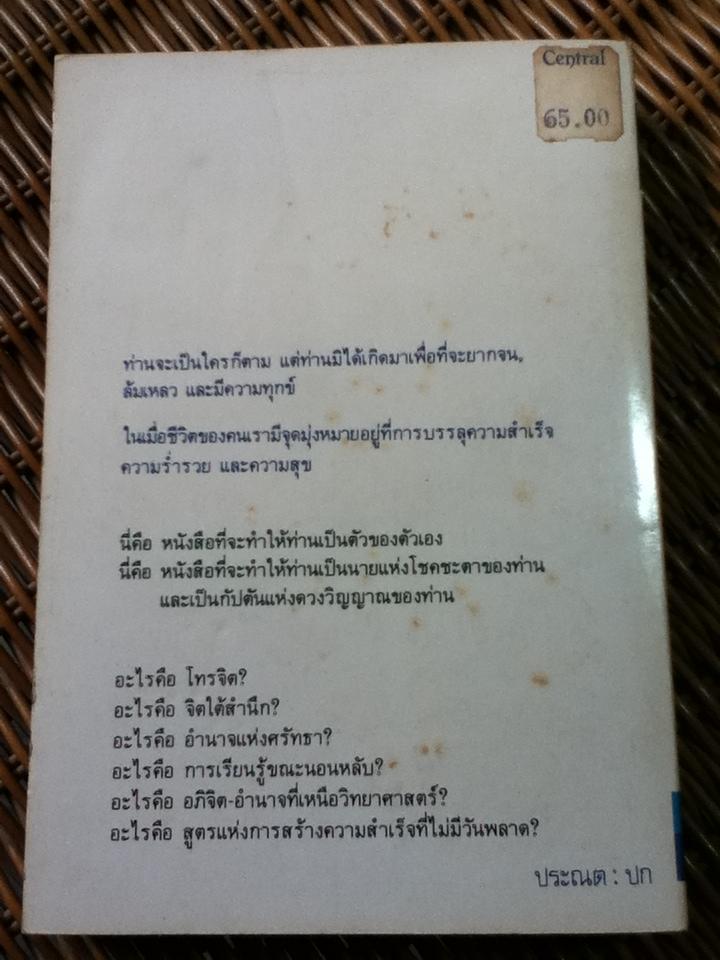 Central
65.00
ท่านจะเป็นใครก็ตาม แต่ท่านมิได้เกิดมาเพื่อที่จะยากจน,
ล้มเหลว และมีความทุกข์
ในเมื่อชีวิตของคนเรามีจุดมุ่งหมายอยู่ที่การบรรลุความสำเร็จ
ความร่ำรวย และความสุข
นี่คือ หนังสือที่จะทำให้ท่านเป็นตัวของตัวเอง
นี่คือ หนังสือที่จะทำให้ท่านเป็นนายแห่งโชคชะตาของท่าน
และเป็นกัปตันแห่งดวงวิญญาณของท่าน
อะไรคือ โทรจิต?
อะไรคือ จิตใต้สำนึก?
อะไรคือ อำนาจแห่งศรัทธา?
อะไรคือ การเรียนรู้ขณะนอนหลับ?
อะไรคือ อภิจิต-อำนาจที่เหนือวิทยาศาสตร์?
อะไรคือ สูตรแห่งการสร้างความสำเร็จที่ไม่มีวันพลาด?
ประณต : ปก